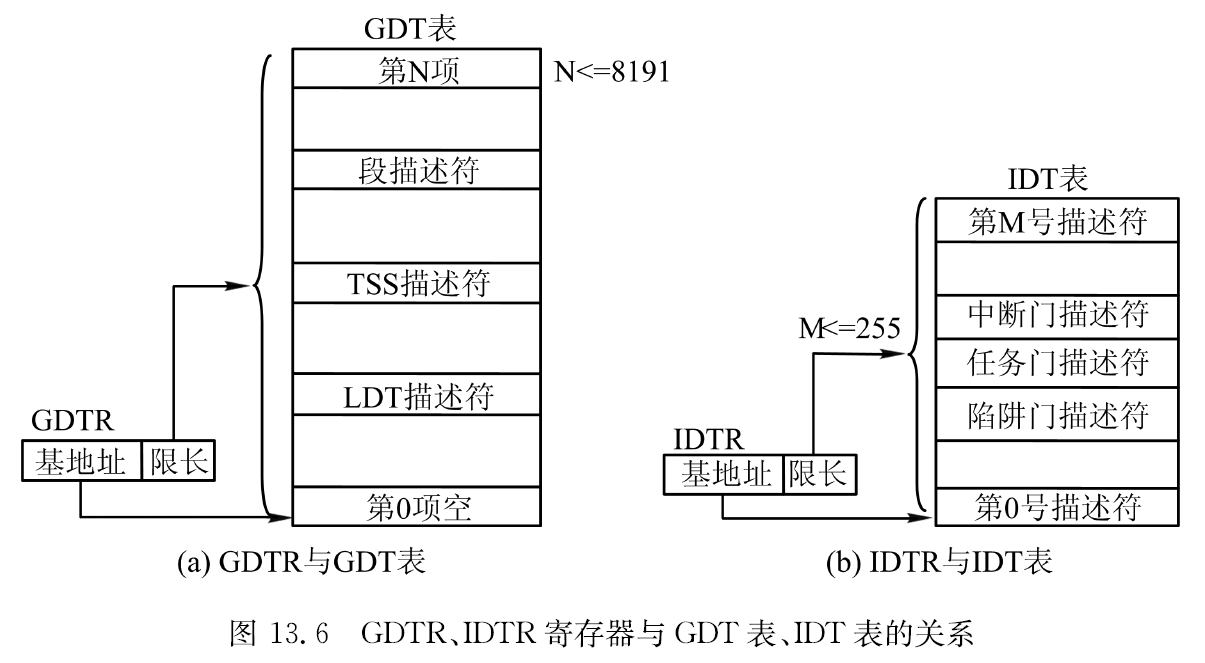 GDT表
第N项
N<=8191
段描述符
TSS描述符
LDT描述符
GDTR
基地址
限长
第0项空
(a) GDTR与GDT表
IDT表
第M号描述符
中断门描述符
M<=255
任务门描述符
陷阱门描述符
IDTR
基地址
限长
第0号描述符
(b) IDTR与IDT表
图 13.6 GDTR、IDTR 寄存器与 GDT 表、IDT 表的关系